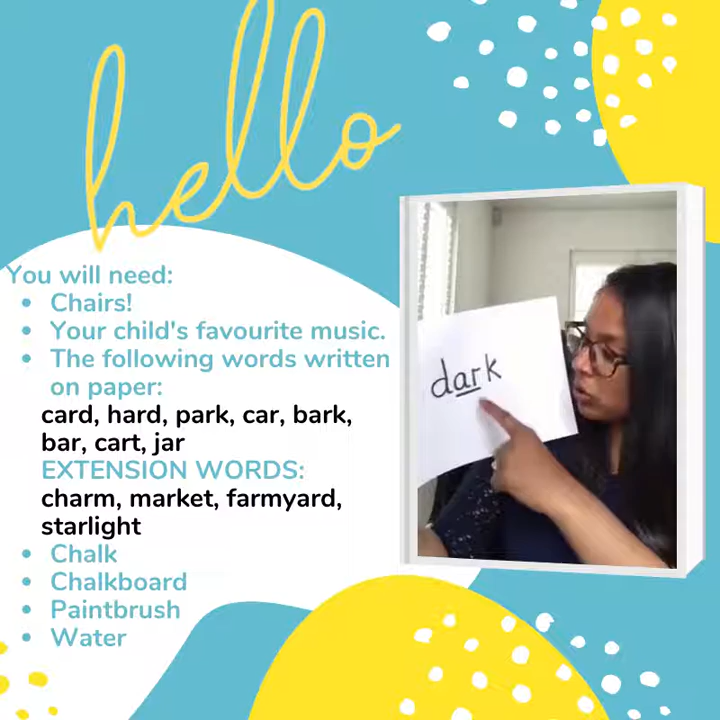 hello
You will need:
• Chairs!
• Your child's favourite music.
• The following words written
on paper:
card, hard, park, car, bark,
bar, cart, jar
EXTENSION WORDS:
charm, market, farmyard,
starlight
• Chalk
• Chalkboard
• Paintbrush
• Water
dark